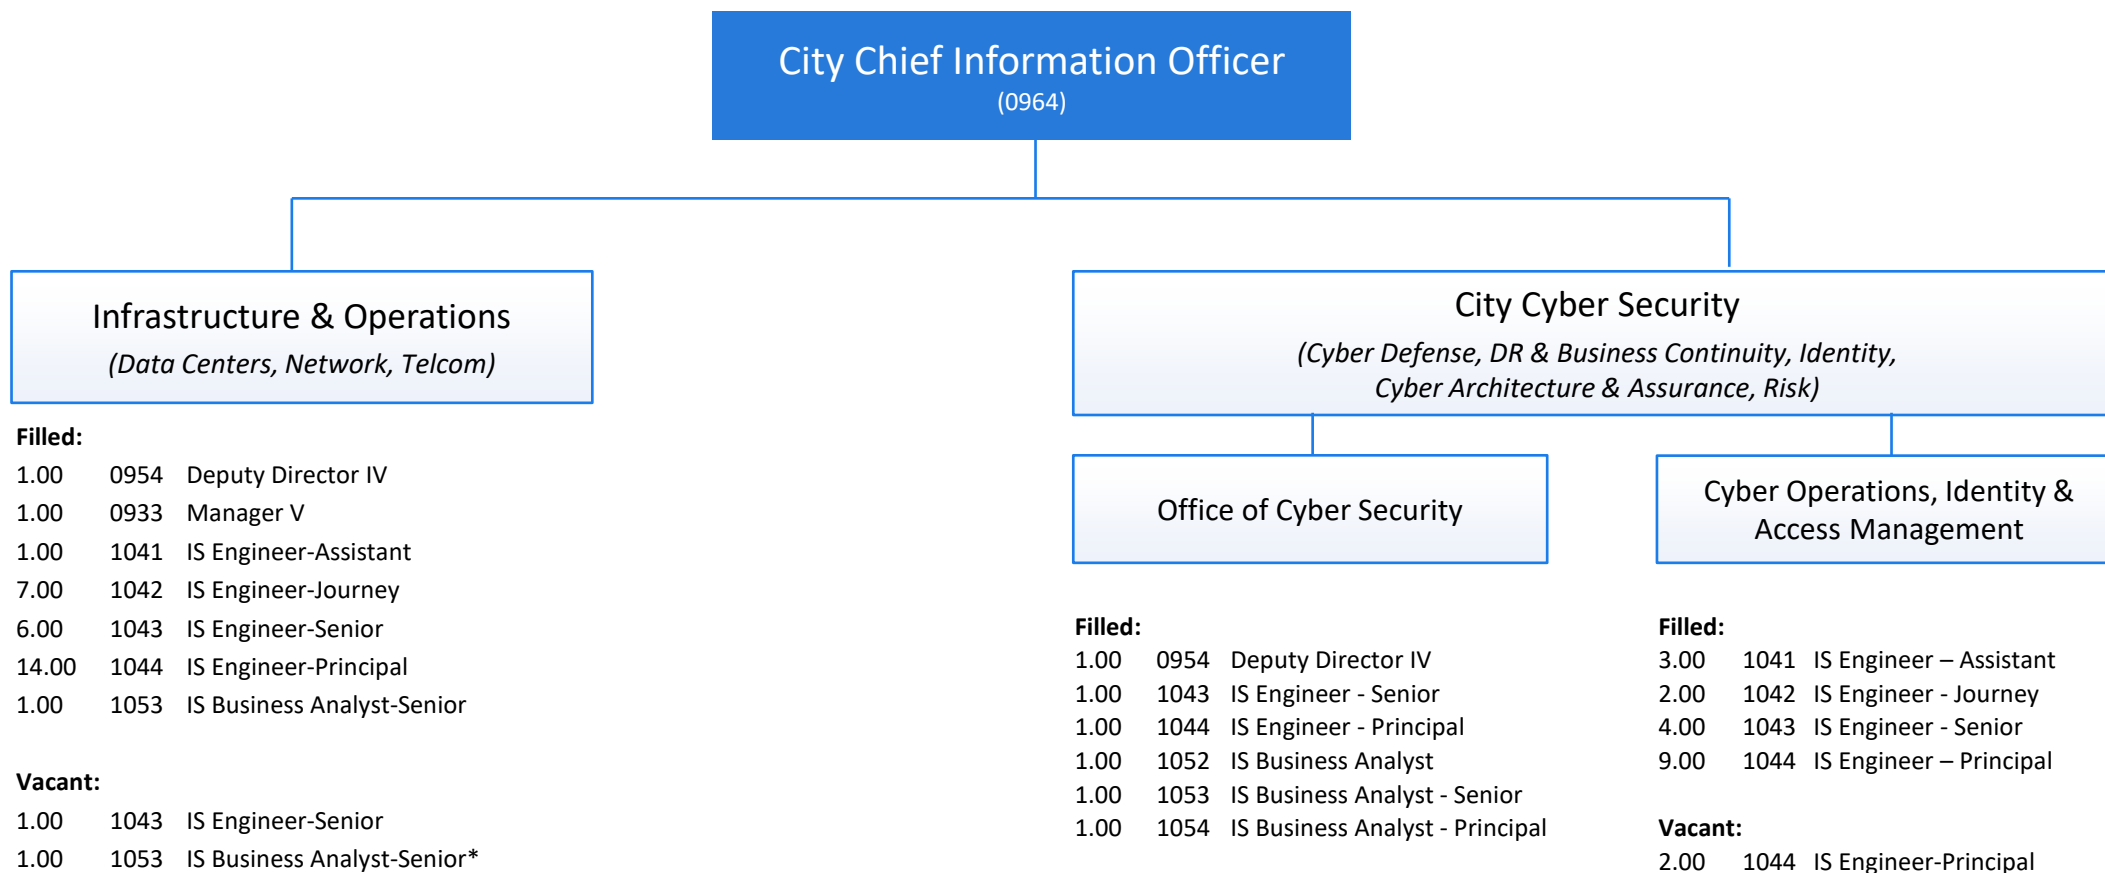 City Chief Information Officer
(0964)
Infrastructure & Operations
(Data Centers, Network, Telcom)
Filled:
1.00 0954 Deputy Director IV
1.00 0933 Manager V
1.00 1041 IS Engineer-Assistant
7.00 1042 IS Engineer-Journey
6.00 1043 IS Engineer-Senior
14.00 1044 IS Engineer-Principal
1.00 1053 IS Business Analyst-Senior
Vacant:
1.00 1043 IS Engineer-Senior
1.00 1053 IS Business Analyst-Senior*
City Cyber Security
(Cyber Defense, DR & Business Continuity, Identity,
Cyber Architecture & Assurance, Risk)
Office of Cyber Security
Filled:
1.00 0954 Deputy Director IV
1.00 1043 IS Engineer - Senior
1.00 1044 IS Engineer - Principal
1.00 1052 IS Business Analyst
1.00 1053 IS Business Analyst - Senior
1.00 1054 IS Business Analyst - Principal
Cyber Operations, Identity &
Access Management
Filled:
3.00 1041 IS Engineer – Assistant
2.00 1042 IS Engineer - Journey
4.00 1043 IS Engineer - Senior
9.00 1044 IS Engineer – Principal
Vacant:
2.00 1044 IS Engineer-Principal